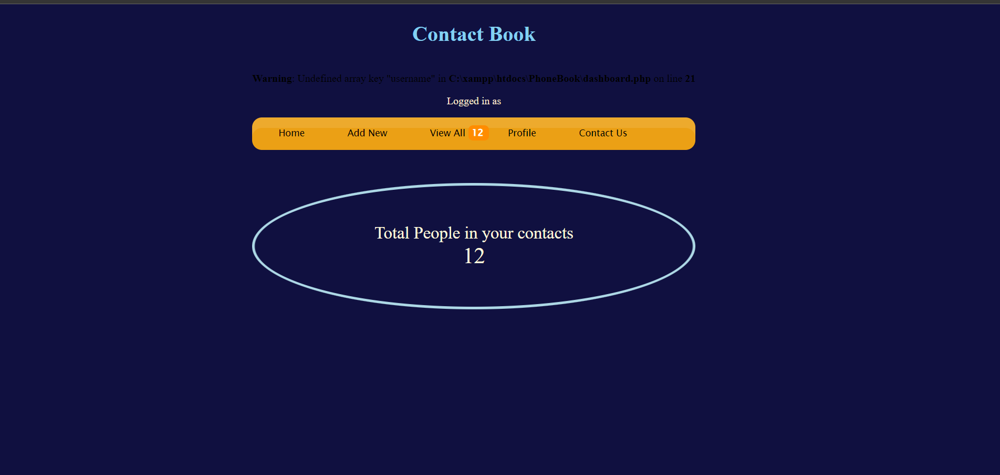 Contact Book
Warning: Undefined array key "username" in C:\xampp\htdocs\PhoneBook\dashboard.php on line 21
Logged in as
Home Add New View All 12 Profile Contact Us
Total People in your contacts
12